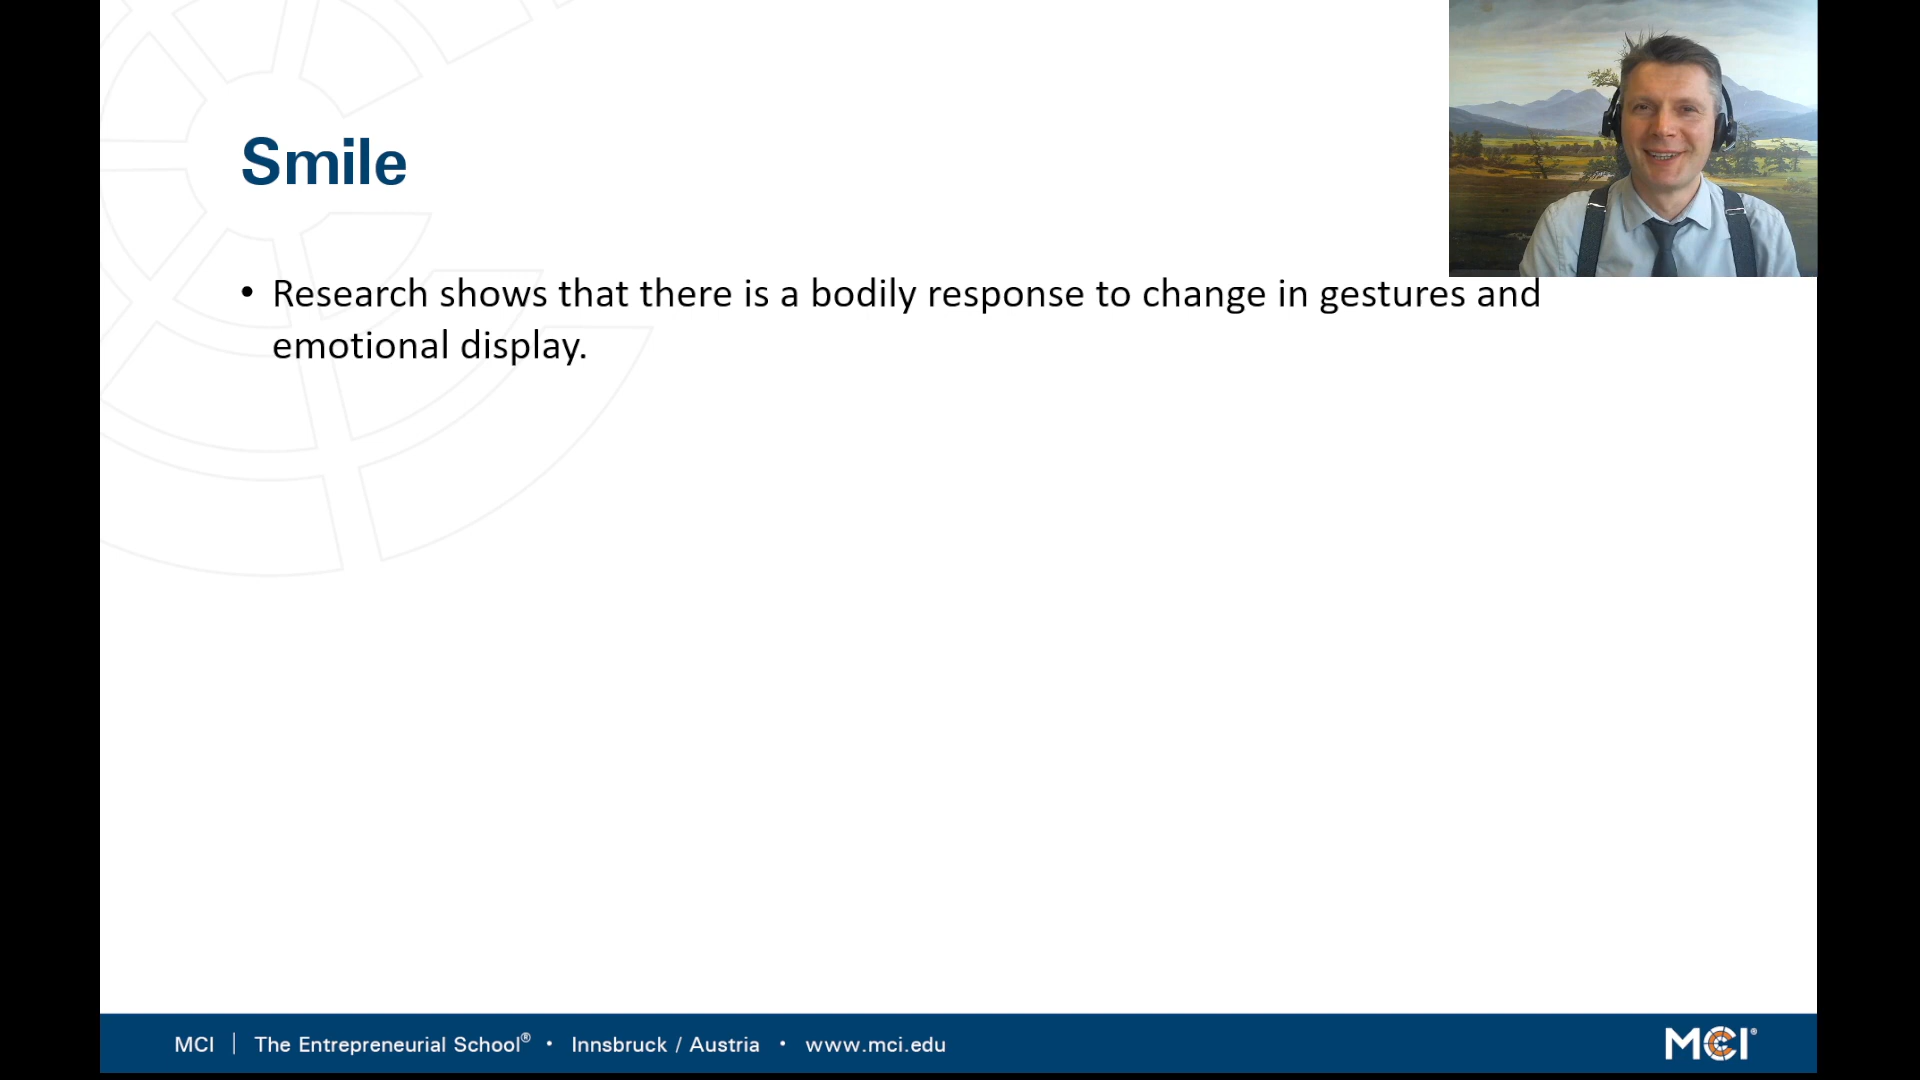 Smile
• Research shows that there is a bodily response to change in gestures and
emotional display.
MCI | The Entrepreneurial School® • Innsbruck / Austria • www.mci.edu
MCI®